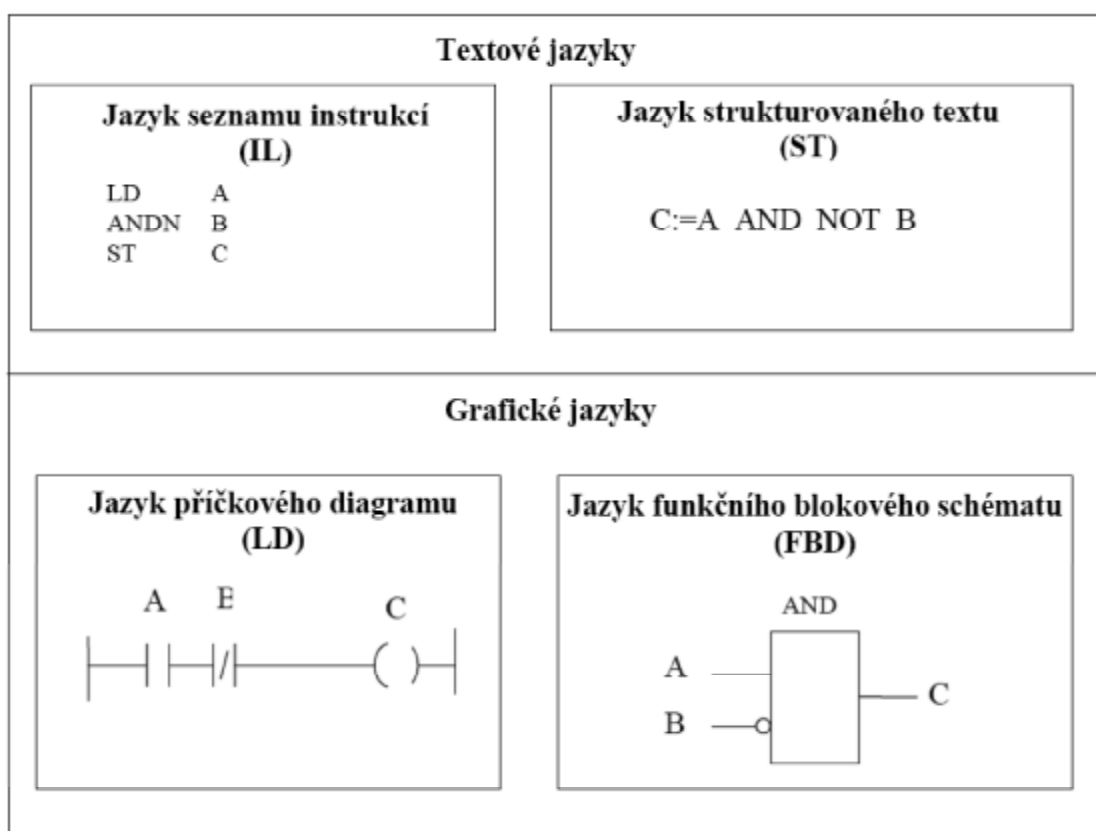 Textové jazyky
Jazyk seznamu instrukcí
(IL)
LD A
ANDN B
ST C
Jazyk strukturovaného textu
(ST)
C:=A AND NOT B
Grafické jazyky
Jazyk příčkového diagramu
(LD)
A B C
Jazyk funkčního blokového schématu
(FBD)
AND
A
B
C